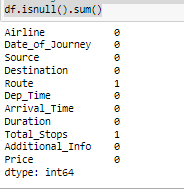 df.isnull().sum()
Airline 0
Date_of_Journey 0
Source 0
Destination 0
Route 1
Dep_Time 0
Arrival_Time 0
Duration 0
Total_Stops 1
Additional_Info 0
Price 0
dtype: int64